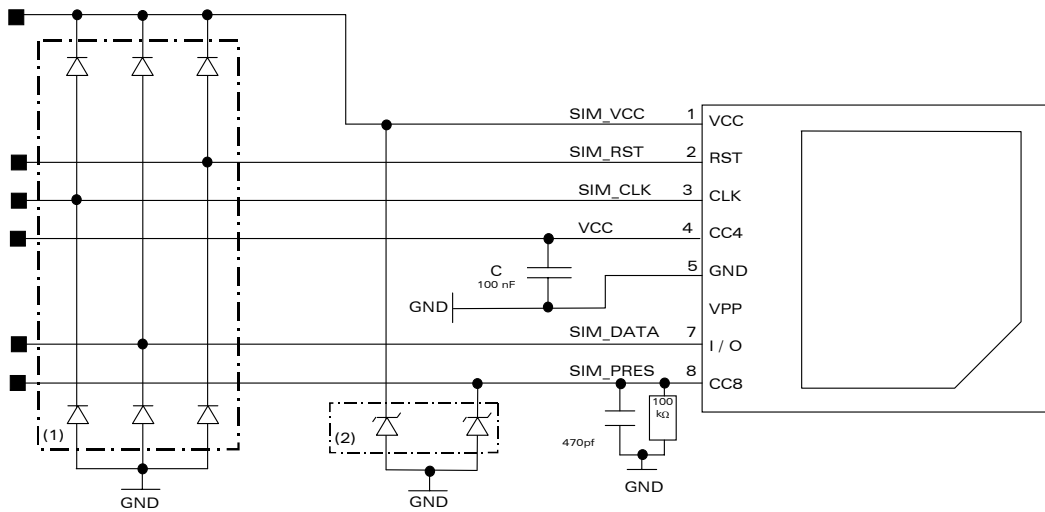 SIM_VCC 1 VCC
SIM_RST 2 RST
SIM_CLK 3 CLK
VCC 4 CC4
5 GND
C
100 nF
GND
VPP
SIM_DATA 7 I / O
SIM_PRES 8 CC8
100
kΩ
470pf
(1)
(2)
GND
GND
GND